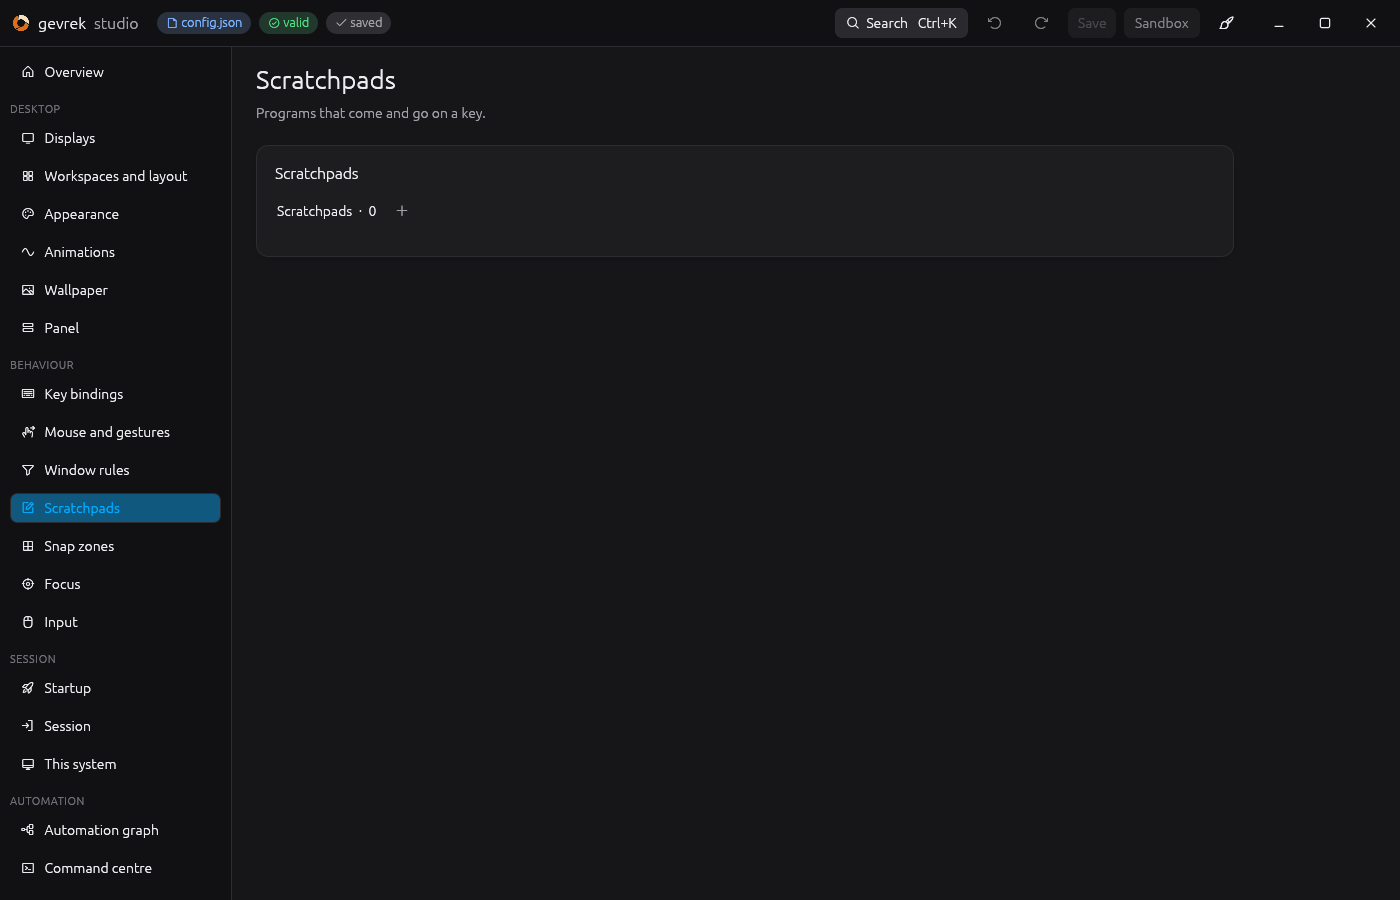 gevrek studio config.json valid saved Search Ctrl+K Save Sandbox
Overview
DESKTOP
Displays
Workspaces and layout
Appearance
Animations
Wallpaper
Panel
BEHAVIOUR
Key bindings
Mouse and gestures
Window rules
Scratchpads
Snap zones
Focus
Input
SESSION
Startup
Session
This system
AUTOMATION
Automation graph
Command centre
Scratchpads
Programs that come and go on a key.
Scratchpads
Scratchpads · 0